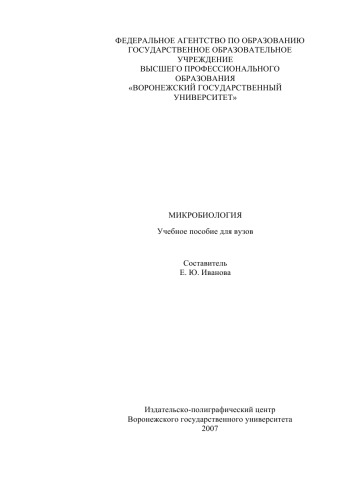 ФЕДЕРАЛЬНОЕ АГЕНТСТВО ПО ОБРАЗОВАНИЮ
ГОСУДАРСТВЕННОЕ ОБРАЗОВАТЕЛЬНОЕ
УЧРЕЖДЕНИЕ
ВЫСШЕГО ПРОФЕССИОНАЛЬНОГО
ОБРАЗОВАНИЯ
«ВОРОНЕЖСКИЙ ГОСУДАРСТВЕННЫЙ
УНИВЕРСИТЕТ»
МИКРОБИОЛОГИЯ
Учебное пособие для вузов
Составитель
Е. Ю. Иванова
Издательско-полиграфический центр
Воронежского государственного университета
2007